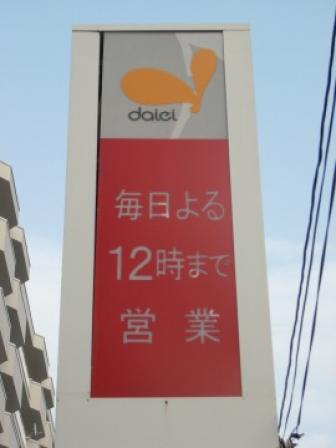 daiei
毎日よる
12時まで
営業